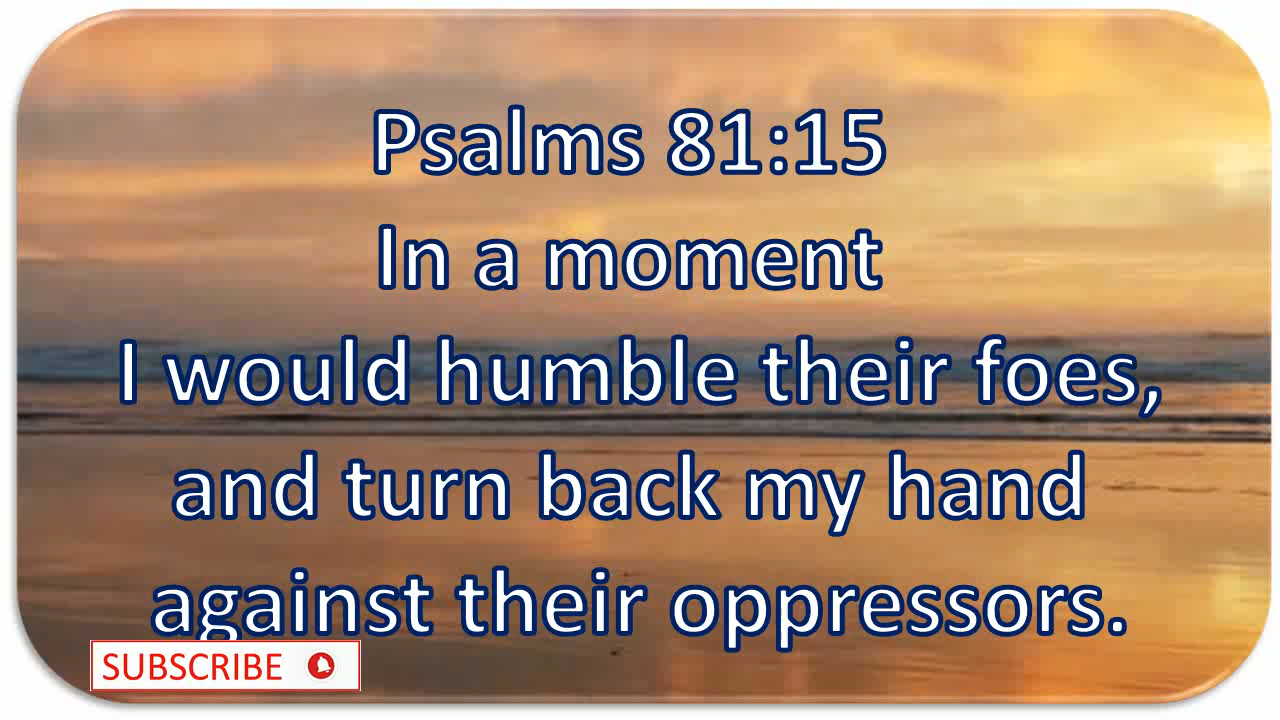 Psalms 81:15
In a moment
I would humble their foes,
and turn back my hand
against their oppressors.
SUBSCRIBE